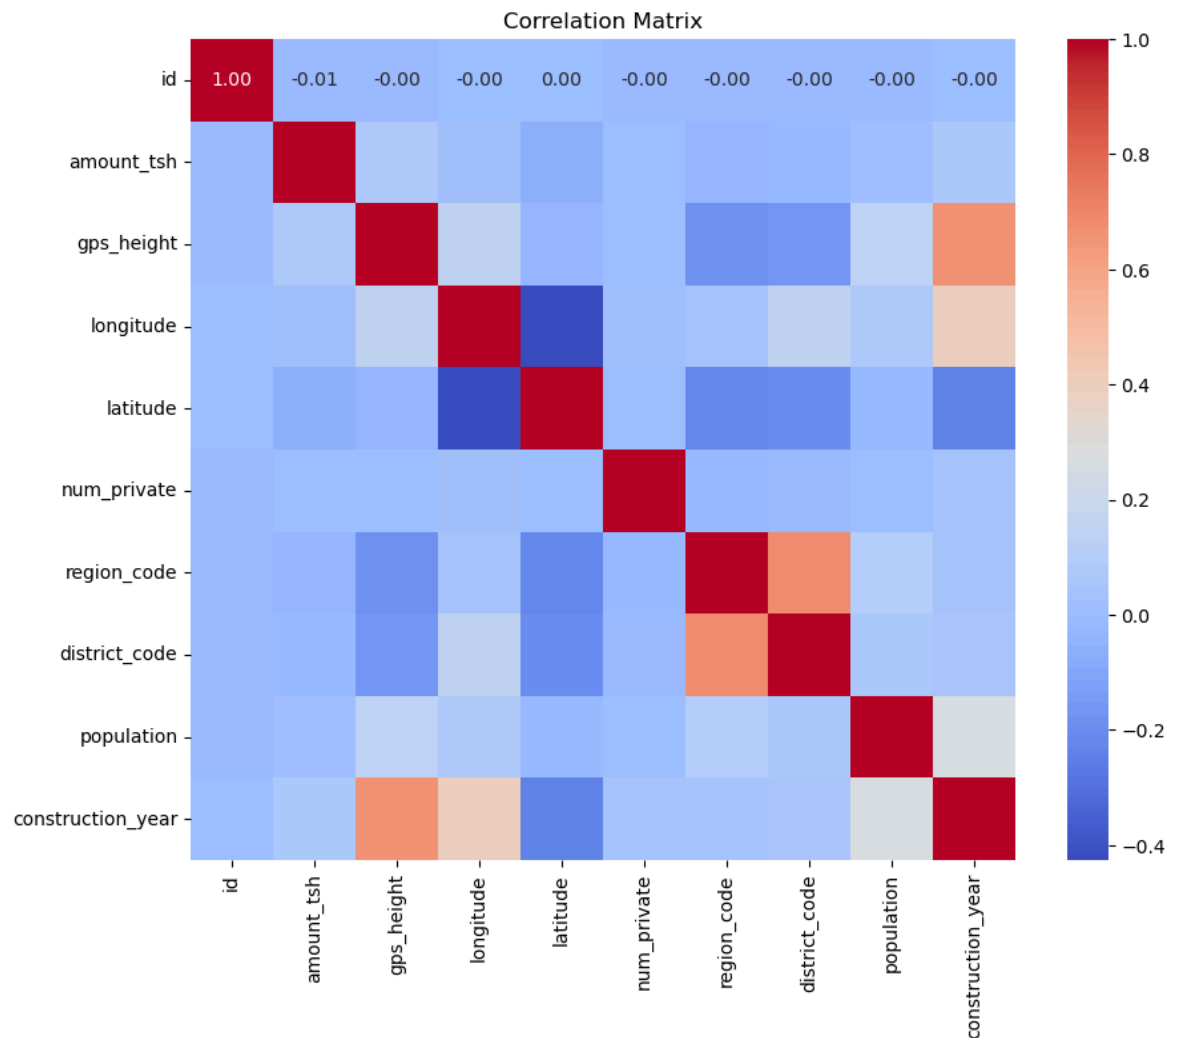 Correlation Matrix
id 1.00 -0.01 -0.00 -0.00 0.00 -0.00 -0.00 -0.00 -0.00 -0.00
amount_tsh
gps_height
longitude
latitude
num_private
region_code
district_code
population
construction_year
id amount_tsh gps_height longitude latitude num_private region_code district_code population construction_year
1.0
0.8
0.6
0.4
0.2
0.0
−0.2
−0.4